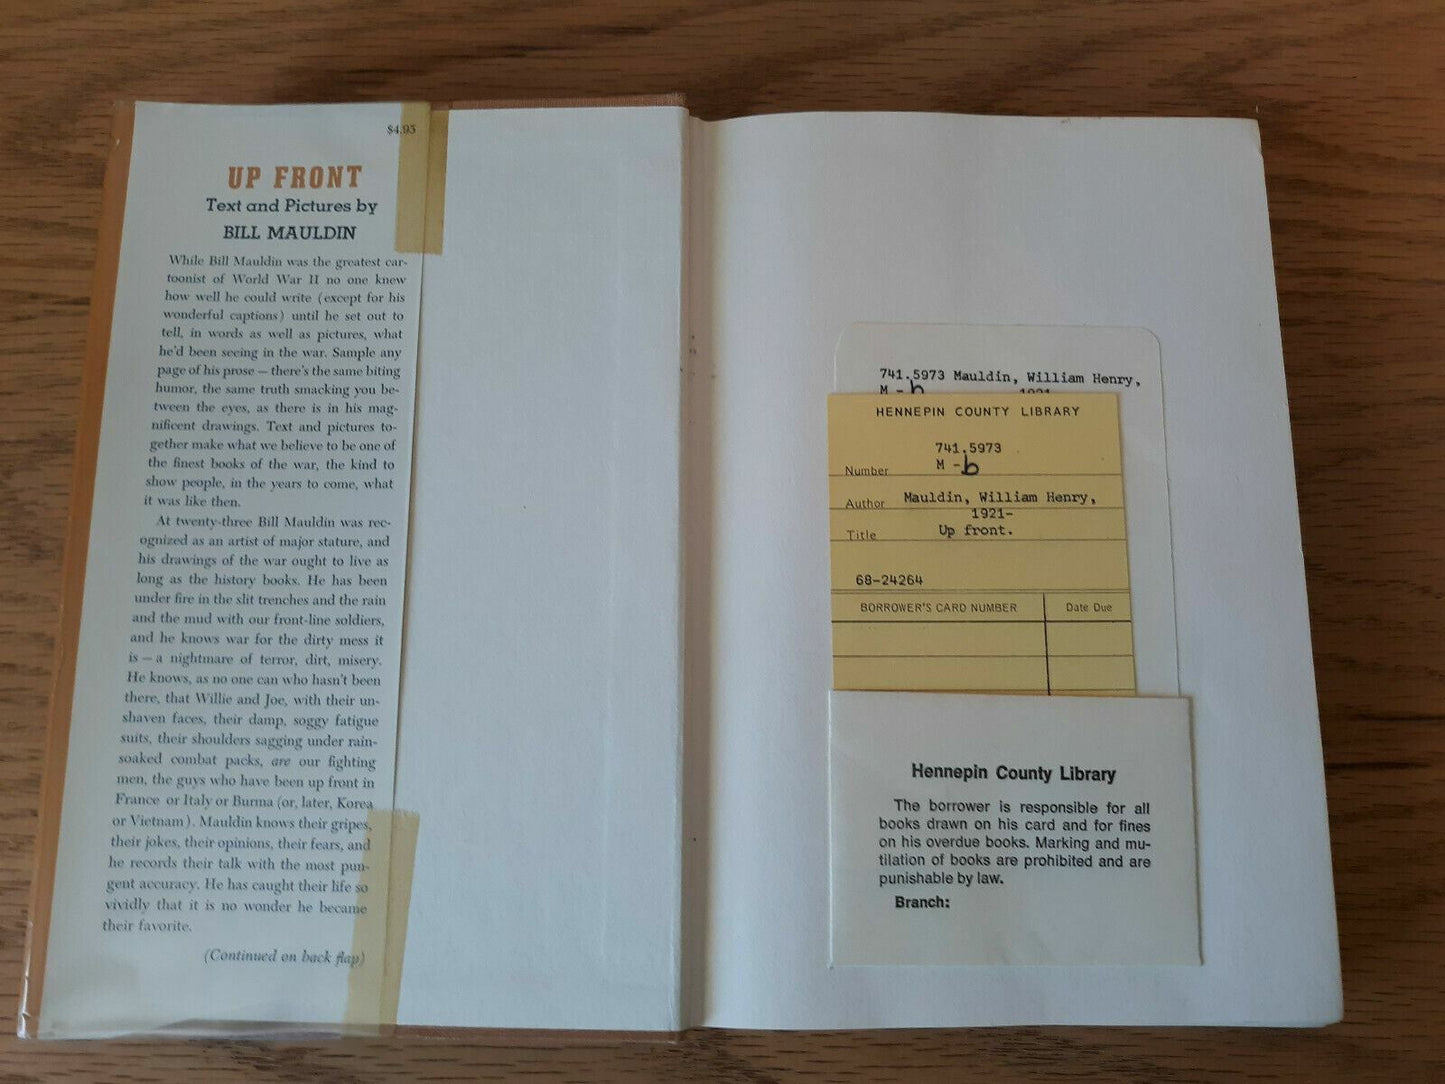 $4.95
UP FRONT
Text and Pictures by
BILL MAULDIN
While Bill Mauldin was the greatest car-
toonist of World War II no one knew
how well he could write (except for his
wonderful captions) until he set out to
tell, in words as well as pictures, what
he'd been seeing in the war. Sample any
page of his prose — there's the same biting
humor, the same truth smacking you be-
tween the eyes, as there is in his mag-
nificent drawings. Text and pictures to-
gether make what we believe to be one of
the finest books of the war, the kind to
show people, in the years to come, what
it was like then.
At twenty-three Bill Mauldin was rec-
ognized as an artist of major stature, and
his drawings of the war ought to live as
long as the history books. He has been
under fire in the slit trenches and the rain
and the mud with our front-line soldiers,
and he knows war for the dirty mess it
is — a nightmare of terror, dirt, misery.
He knows, as no one can who hasn't been
there, that Willie and Joe, with their un-
shaven faces, their damp, soggy fatigue
suits, their shoulders sagging under rain-
soaked combat packs, are our fighting
men, the guys who have been up front in
France or Italy or Burma (or, later, Korea
or Vietnam). Mauldin knows their gripes,
their jokes, their opinions, their fears, and
he records their talk with the most pun-
gent accuracy. He has caught their life so
vividly that it is no wonder he became
their favorite.
(Continued on back flap)
741.5973 Mauldin, William Henry,
M - b 1921-
HENNEPIN COUNTY LIBRARY
741.5973
Number M - b
Author Mauldin, William Henry,
1921-
Title Up front.
68-24264
BORROWER'S CARD NUMBER Date Due
Hennepin County Library
The borrower is responsible for all
books drawn on his card and for fines
on his overdue books. Marking and mu-
tilation of books are prohibited and are
punishable by law.
Branch: